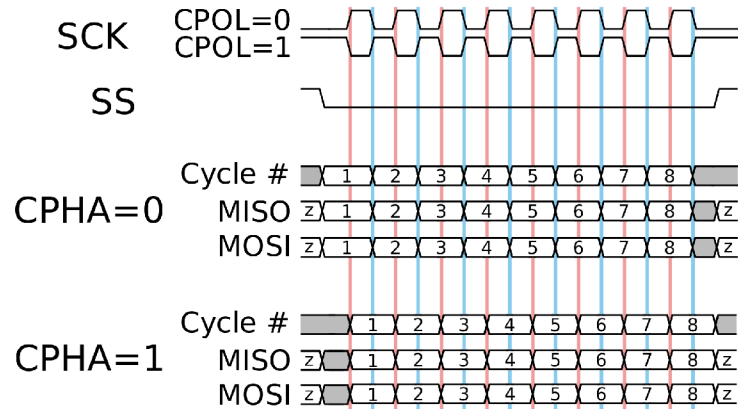 SCK CPOL=0
CPOL=1
SS
Cycle # 1 2 3 4 5 6 7 8
CPHA=0 MISO z 1 2 3 4 5 6 7 8 z
MOSI z 1 2 3 4 5 6 7 8 z
Cycle # 1 2 3 4 5 6 7 8
CPHA=1 MISO z 1 2 3 4 5 6 7 8 z
MOSI z 1 2 3 4 5 6 7 8 z